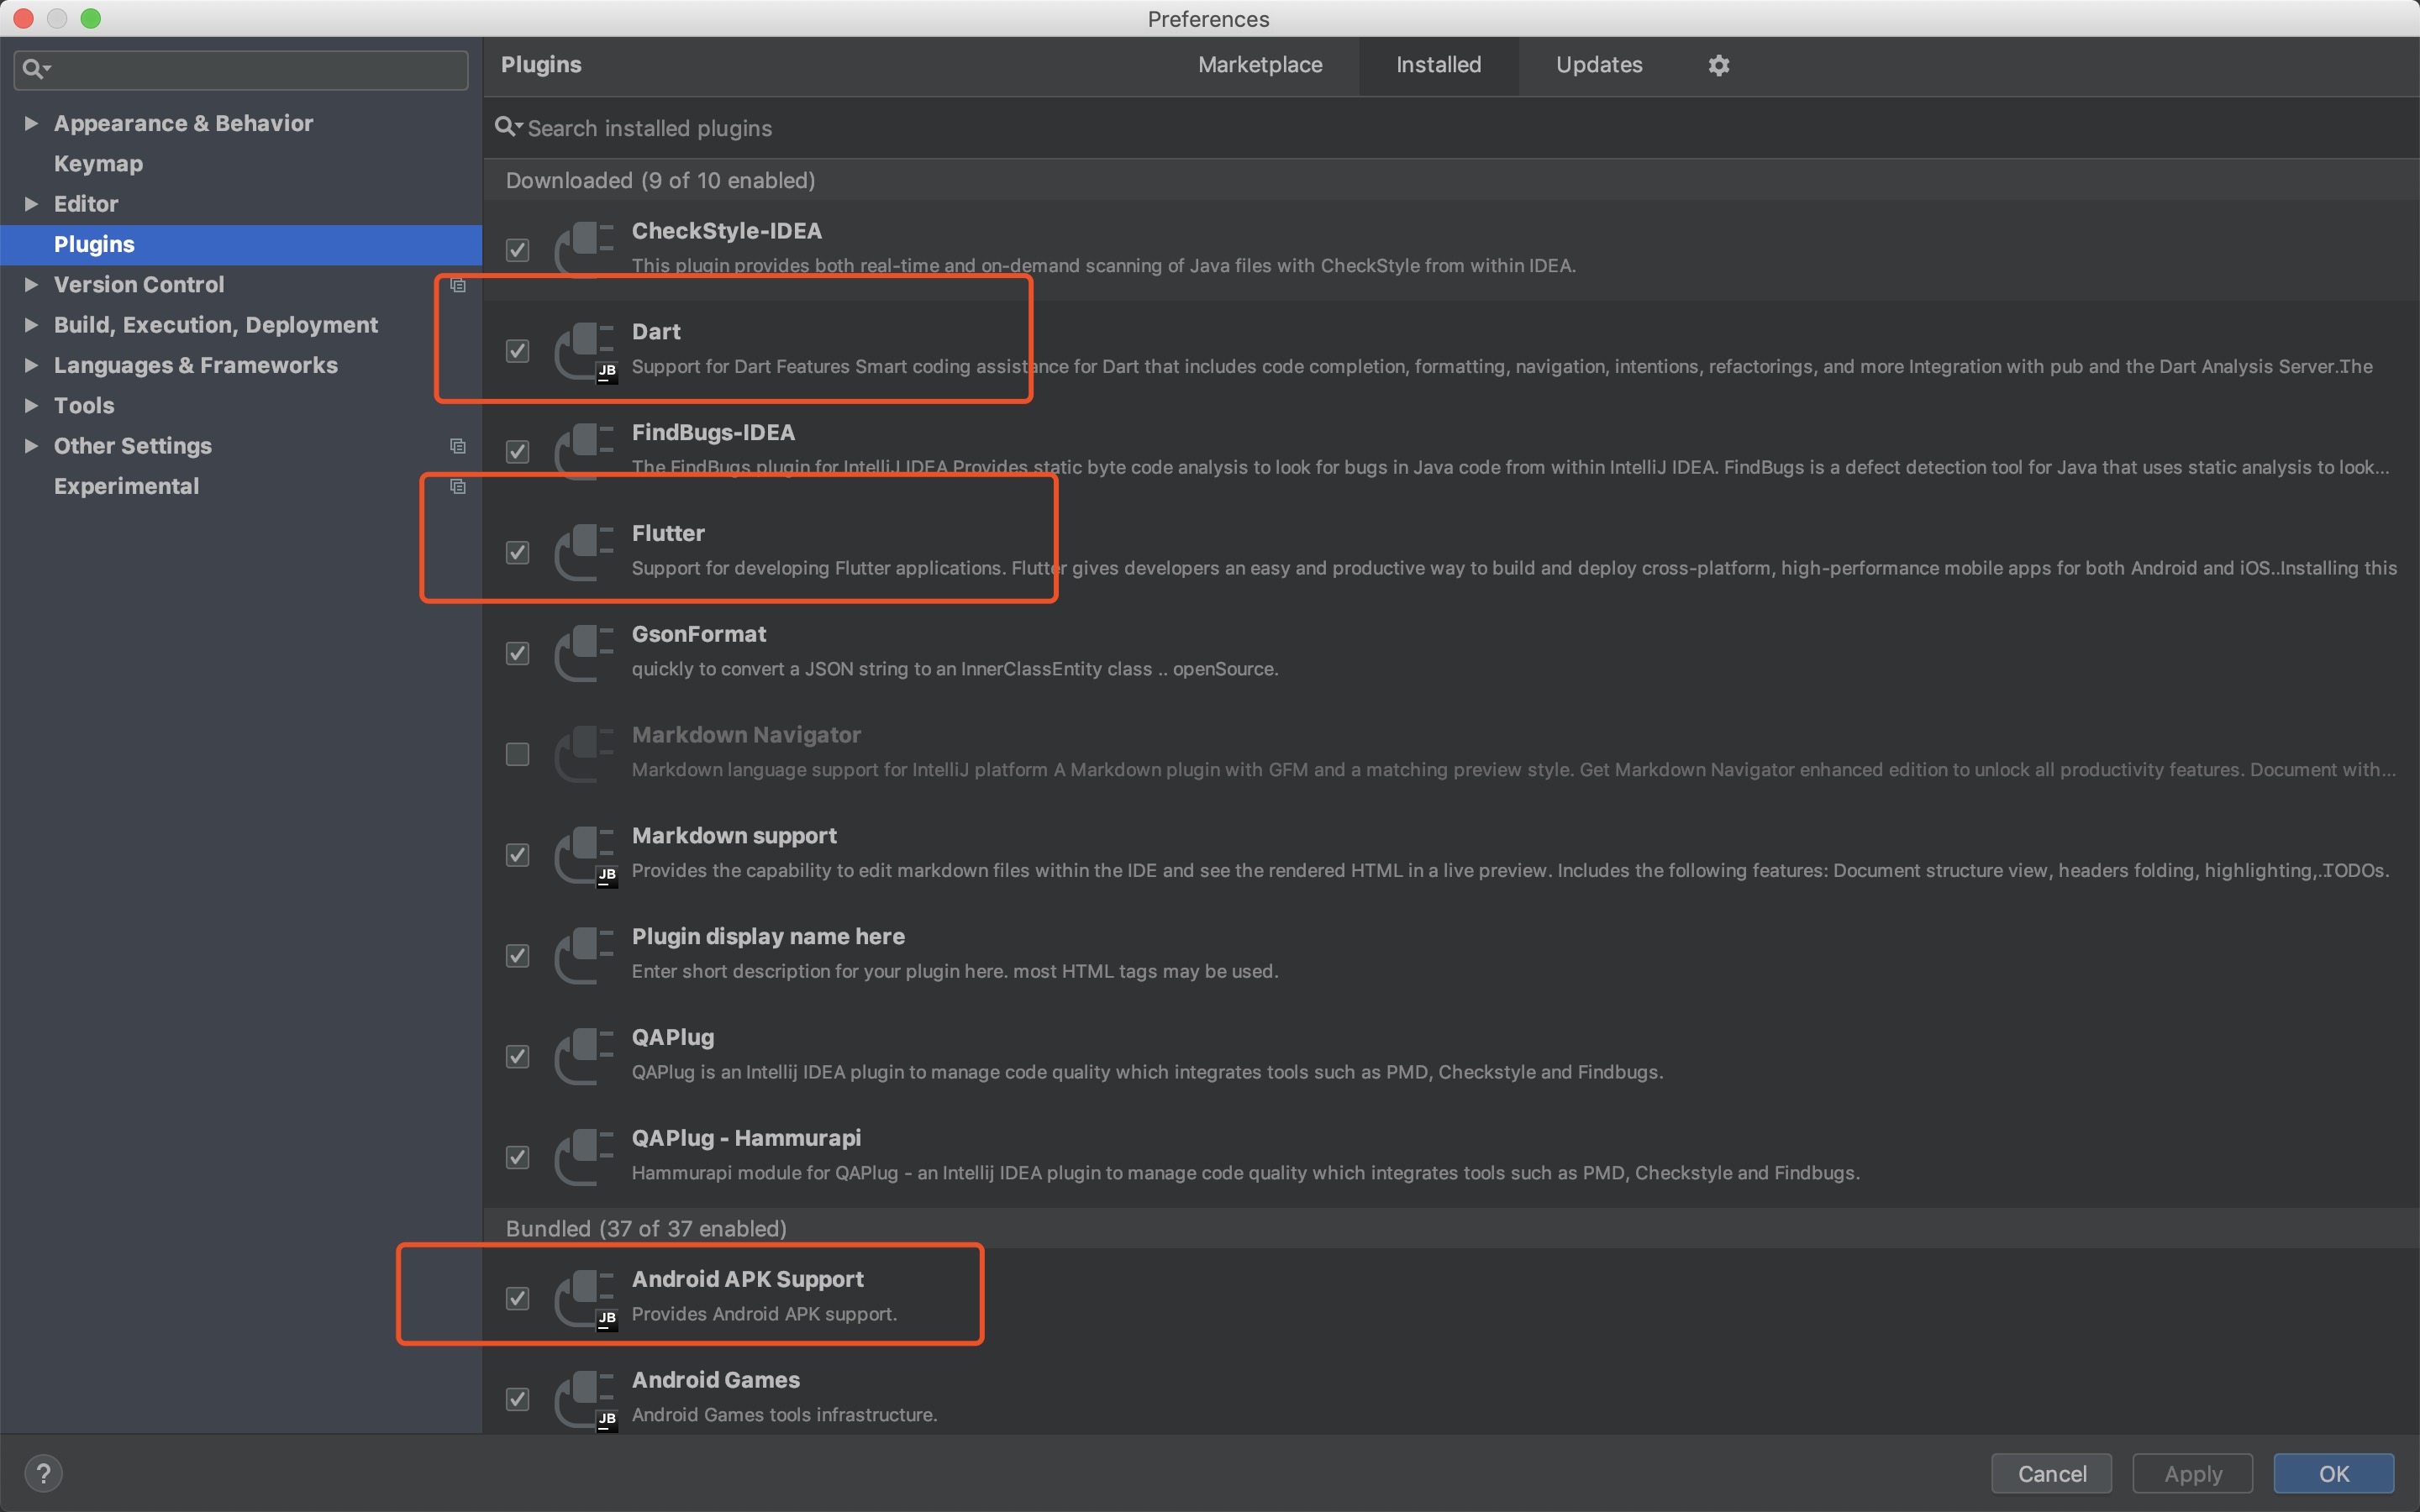 Preferences
Appearance & Behavior
Keymap
Editor
Plugins
Version Control
Build, Execution, Deployment
Languages & Frameworks
Tools
Other Settings
Experimental
Plugins
Marketplace
Installed
Updates
Search installed plugins
Downloaded (9 of 10 enabled)
CheckStyle-IDEA
This plugin provides both real-time and on-demand scanning of Java files with CheckStyle from within IDEA.
Dart
JB
Support for Dart Features Smart coding assistance for Dart that includes code completion, formatting, navigation, intentions, refactorings, and more Integration with pub and the Dart Analysis Server..The
FindBugs-IDEA
The FindBugs plugin for IntelliJ IDEA Provides static byte code analysis to look for bugs in Java code from within IntelliJ IDEA. FindBugs is a defect detection tool for Java that uses static analysis to look...
Flutter
Support for developing Flutter applications. Flutter gives developers an easy and productive way to build and deploy cross-platform, high-performance mobile apps for both Android and iOS..Installing this
GsonFormat
quickly to convert a JSON string to an InnerClassEntity class .. openSource.
Markdown Navigator
Markdown language support for IntelliJ platform A Markdown plugin with GFM and a matching preview style. Get Markdown Navigator enhanced edition to unlock all productivity features. Document with...
Markdown support
JB
Provides the capability to edit markdown files within the IDE and see the rendered HTML in a live preview. Includes the following features: Document structure view, headers folding, highlighting,..TODOs.
Plugin display name here
Enter short description for your plugin here. most HTML tags may be used.
QAPlug
QAPlug is an Intellij IDEA plugin to manage code quality which integrates tools such as PMD, Checkstyle and Findbugs.
QAPlug - Hammurapi
Hammurapi module for QAPlug - an Intellij IDEA plugin to manage code quality which integrates tools such as PMD, Checkstyle and Findbugs.
Bundled (37 of 37 enabled)
Android APK Support
JB
Provides Android APK support.
Android Games
JB
Android Games tools infrastructure.
?
Cancel
Apply
OK